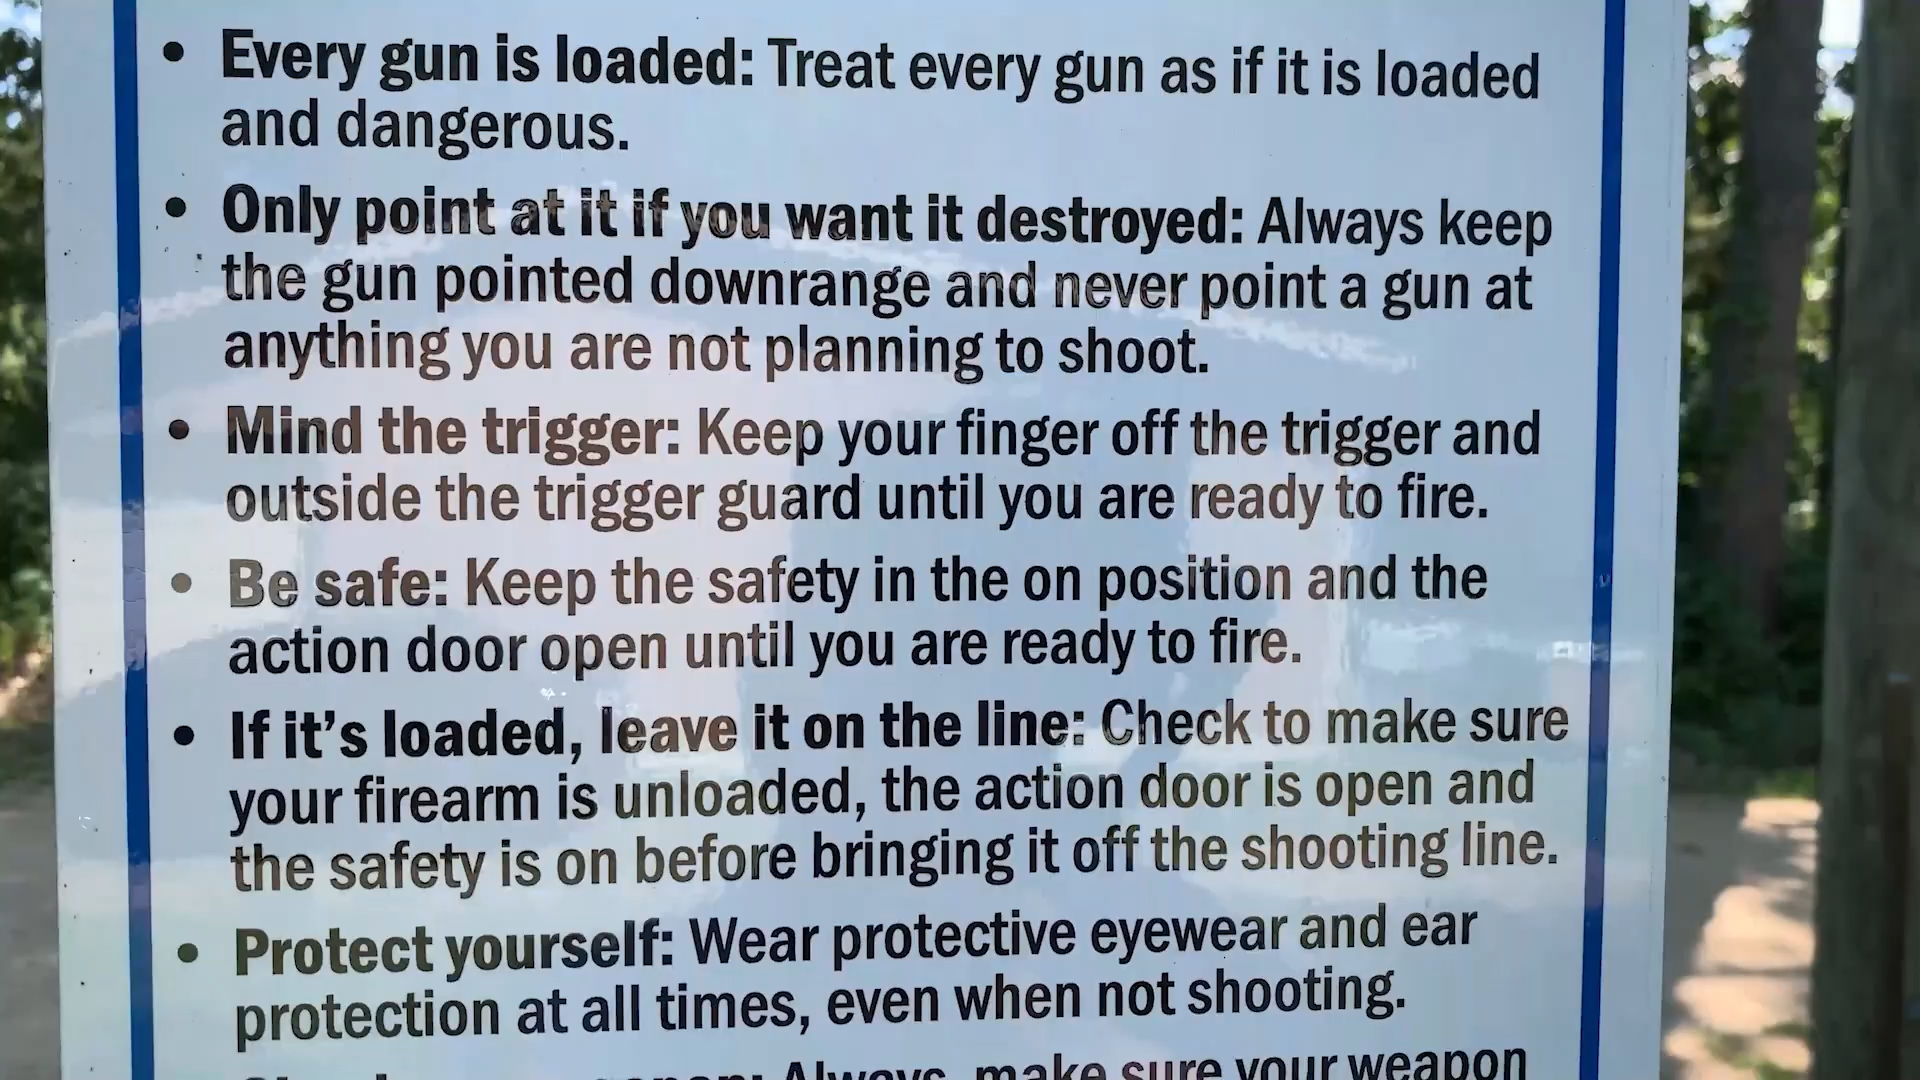 • Every gun is loaded: Treat every gun as if it is loaded
and dangerous.
• Only point at it if you want it destroyed: Always keep
the gun pointed downrange and never point a gun at
anything you are not planning to shoot.
• Mind the trigger: Keep your finger off the trigger and
outside the trigger guard until you are ready to fire.
• Be safe: Keep the safety in the on position and the
action door open until you are ready to fire.
• If it’s loaded, leave it on the line: Check to make sure
your firearm is unloaded, the action door is open and
the safety is on before bringing it off the shooting line.
• Protect yourself: Wear protective eyewear and ear
protection at all times, even when not shooting.
Always, make sure your weapon